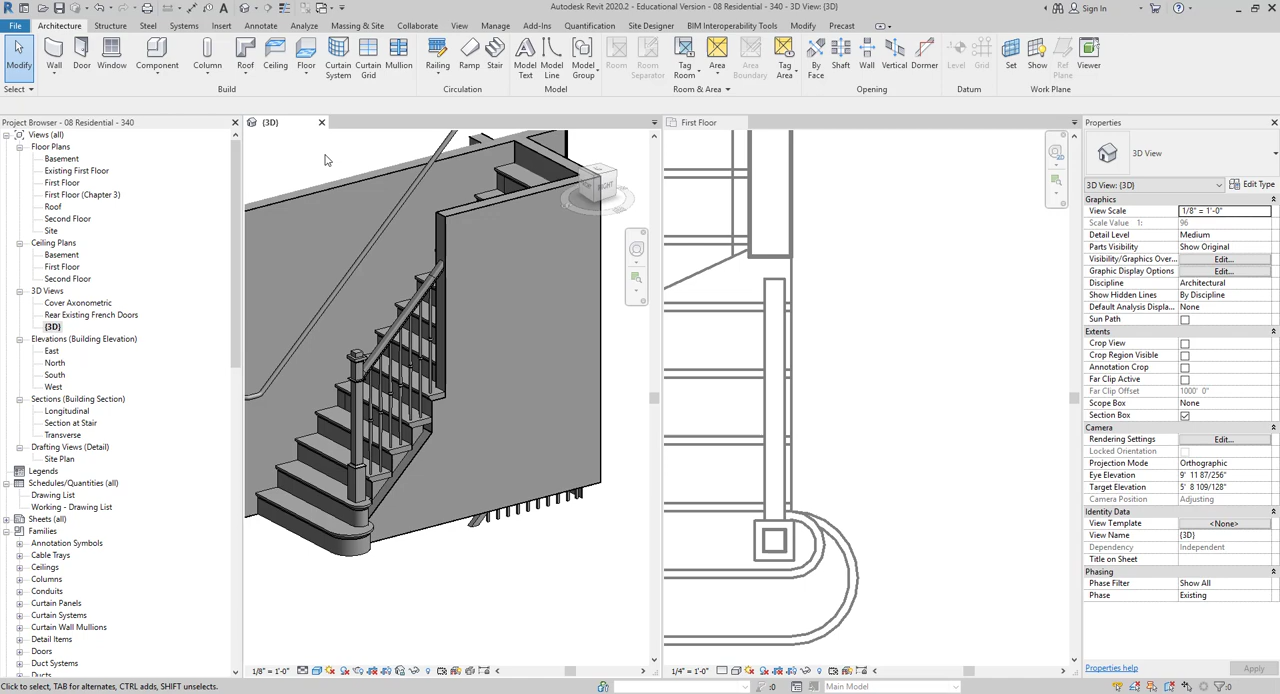 Autodesk Revit 2020.2 - Educational Version - 08 Residential - 340 - 3D View: {3D}
Sign In
File Architecture Structure Steel Systems Insert Annotate Analyze Massing & Site Collaborate View Manage Add-Ins Quantification Site Designer BIM Interoperability Tools Modify Precast
Modify Wall Door Window Component Column Roof Ceiling Floor Curtain System Curtain Grid Mullion Railing Ramp Stair Model Text Model Line Model Group Room Room Separator Tag Room Area Area Boundary Tag Area By Face Shaft Wall Vertical Dormer Level Grid Set Show Ref Plane Viewer
Select Build Circulation Model Room & Area Opening Datum Work Plane
Project Browser - 08 Residential - 340
Views (all)
Floor Plans
Basement
Existing First Floor
First Floor
First Floor (Chapter 3)
Roof
Second Floor
Site
Ceiling Plans
Basement
First Floor
Second Floor
3D Views
Cover Axonometric
Rear Existing French Doors
{3D}
Elevations (Building Elevation)
East
North
South
West
Sections (Building Section)
Longitudinal
Section at Stair
Transverse
Drafting Views (Detail)
Site Plan
Legends
Schedules/Quantities (all)
Drawing List
Working - Drawing List
Sheets (all)
Families
Annotation Symbols
Cable Trays
Ceilings
Columns
Conduits
Curtain Panels
Curtain Systems
Curtain Wall Mullions
Detail Items
Doors
Duct Systems
{3D}
RIGHT
1/8" = 1'-0"
First Floor
1/4" = 1'-0"
Properties
3D View
3D View: {3D} Edit Type
Graphics
View Scale 1/8" = 1'-0"
Scale Value 1: 96
Detail Level Medium
Parts Visibility Show Original
Visibility/Graphics Over... Edit...
Graphic Display Options Edit...
Discipline Architectural
Show Hidden Lines By Discipline
Default Analysis Displa... None
Sun Path
Extents
Crop View
Crop Region Visible
Annotation Crop
Far Clip Active
Far Clip Offset 1000' 0"
Scope Box None
Section Box
Camera
Rendering Settings Edit...
Locked Orientation
Projection Mode Orthographic
Eye Elevation 9' 11 87/256"
Target Elevation 5' 8 109/128"
Camera Position Adjusting
Identity Data
View Template <None>
View Name {3D}
Dependency Independent
Title on Sheet
Phasing
Phase Filter Show All
Phase Existing
Properties help Apply
Click to select, TAB for alternates, CTRL adds, SHIFT unselects. :0 Main Model :0